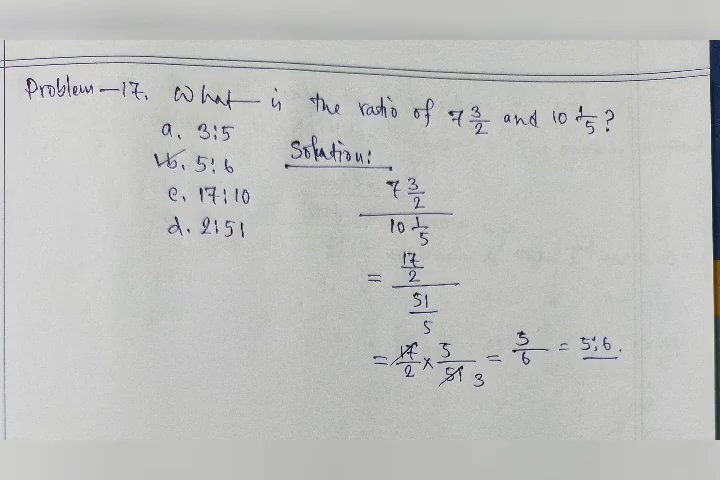 Problem-17. What is the ratio of 7 3/2 and 10 1/5?
a. 3:5
b. 5:6
c. 17:10
d. 2:51
Solution:
7 3/2
10 1/5
= 17/2
51/5
= 17/2 × 5/51 3 = 5/6 = 5:6.